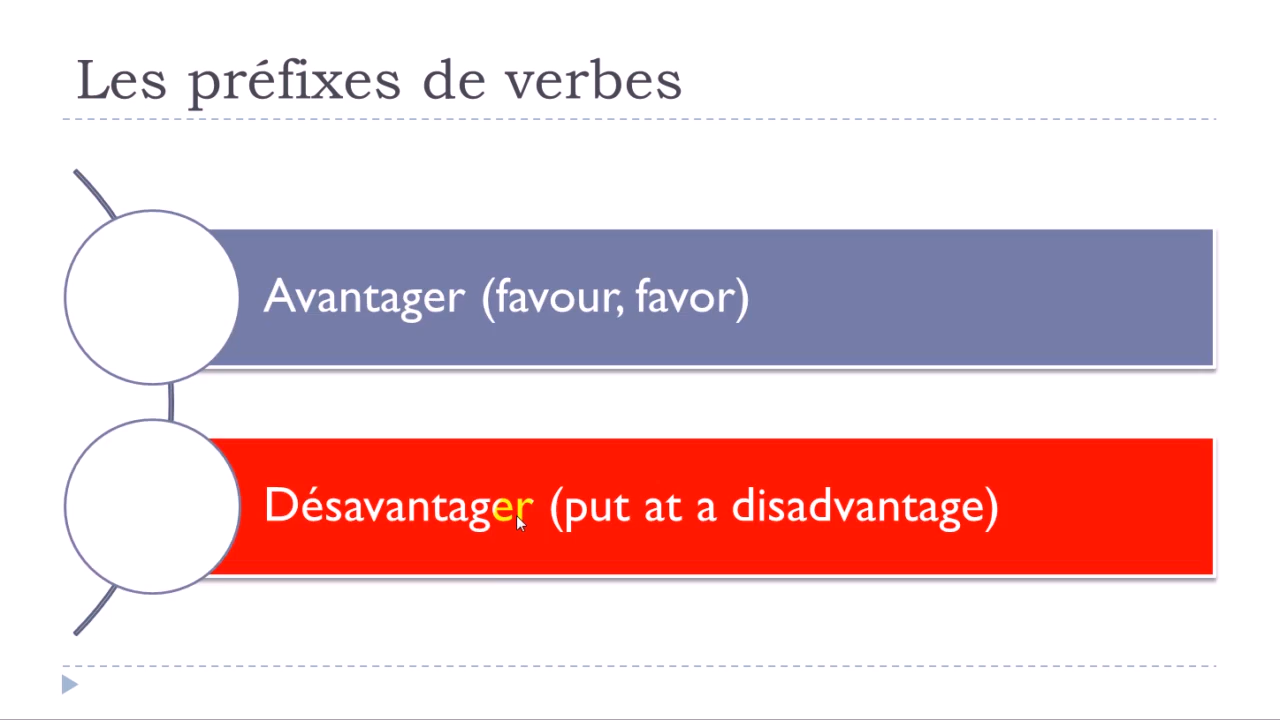 Les préfixes de verbes
Avantager (favour, favor)
Désavantager (put at a disadvantage)